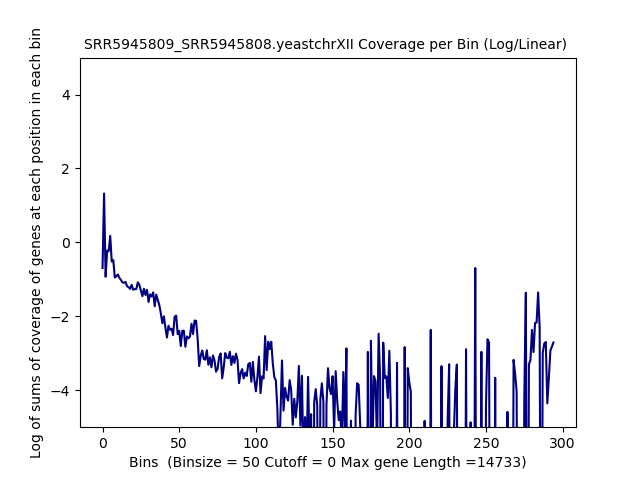 SRR5945809_SRR5945808.yeastchrXII Coverage per Bin (Log/Linear)
Log of sums of coverage of genes at each position in each bin
4
2
0
−2
−4
0 50 100 150 200 250 300
Bins  (Binsize = 50 Cutoff = 0 Max gene Length =14733)